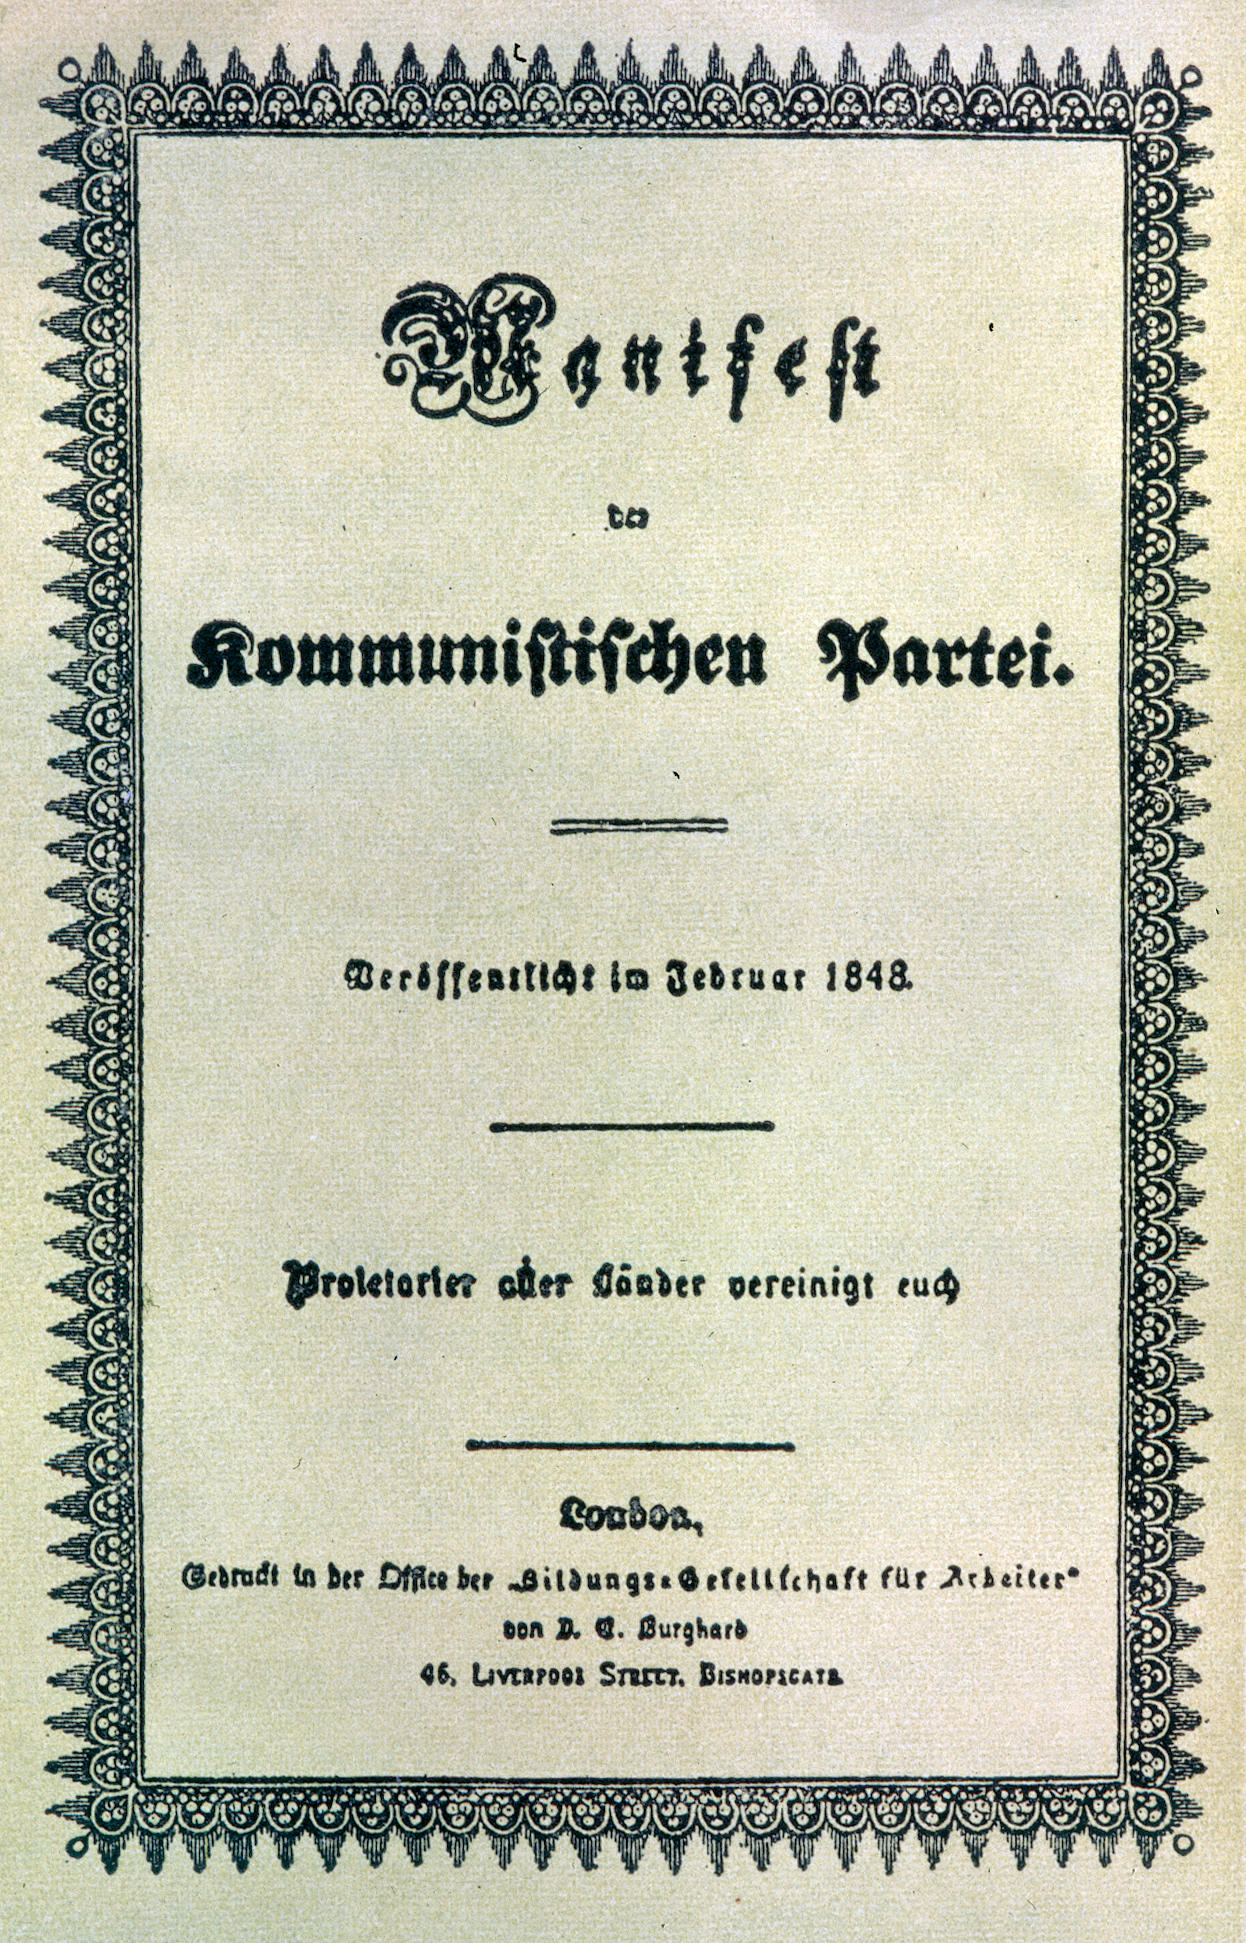 Manifest
der
Kommunistischen Partei.
Veröffentlicht im Februar 1848.
Proletarier aller Länder vereinigt euch
London,
Gedruckt in der Office der „Bildungs-Gesellschaft für Arbeiter"
von I. E. Burghard
46, LIVERPOOL STREET, BISHOPSGATE